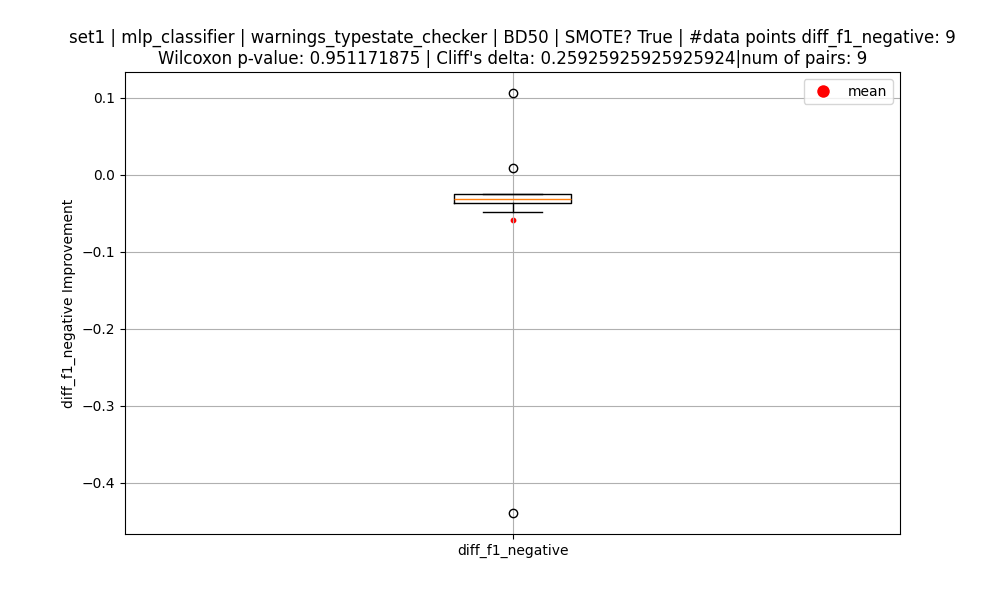 set1 | mlp_classifier | warnings_typestate_checker | BD50 | SMOTE? True | #data points diff_f1_negative: 9
Wilcoxon p-value: 0.951171875 | Cliff's delta: 0.25925925925925924|num of pairs: 9
mean
0.1
0.0
−0.1
−0.2
−0.3
−0.4
diff_f1_negative Improvement
diff_f1_negative